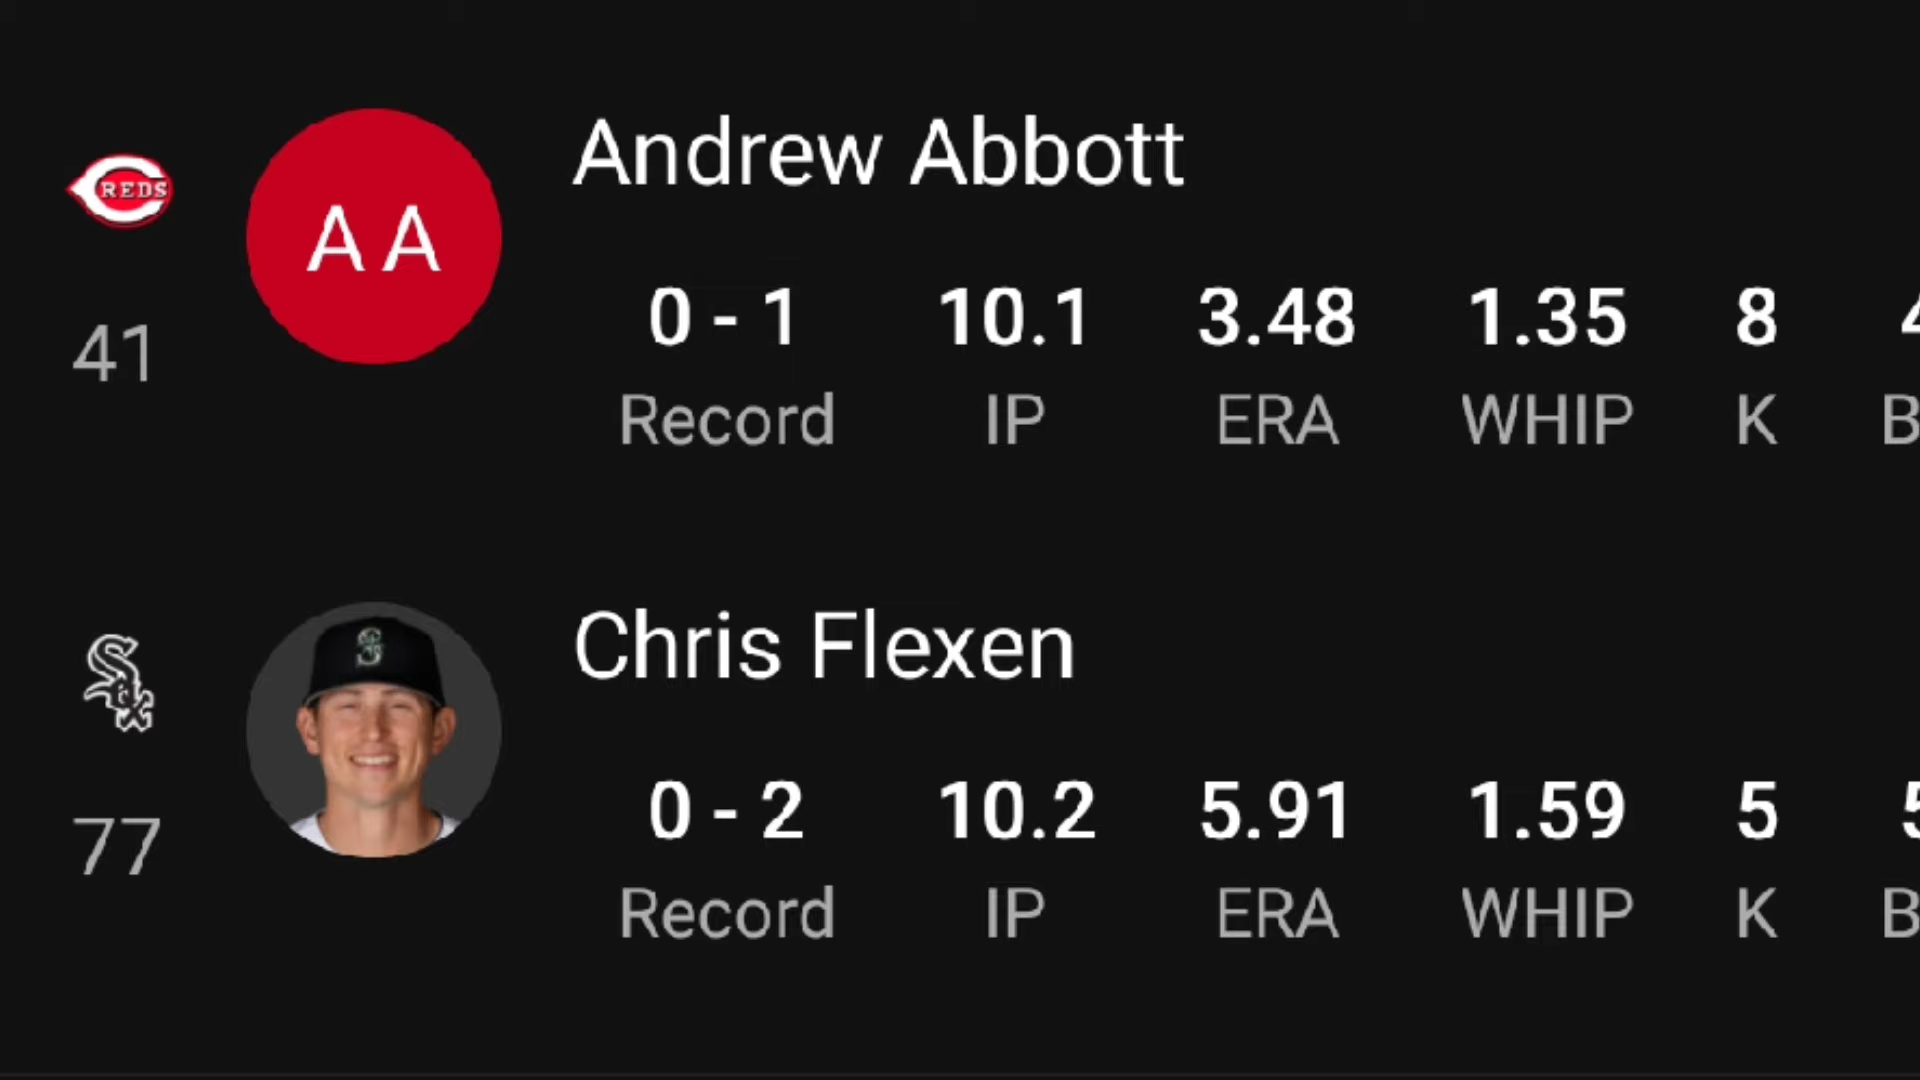 REDS
41
A A
Andrew Abbott
0 - 1 10.1 3.48 1.35 8
Record IP ERA WHIP K
Sox
77
S
Chris Flexen
0 - 2 10.2 5.91 1.59 5
Record IP ERA WHIP K